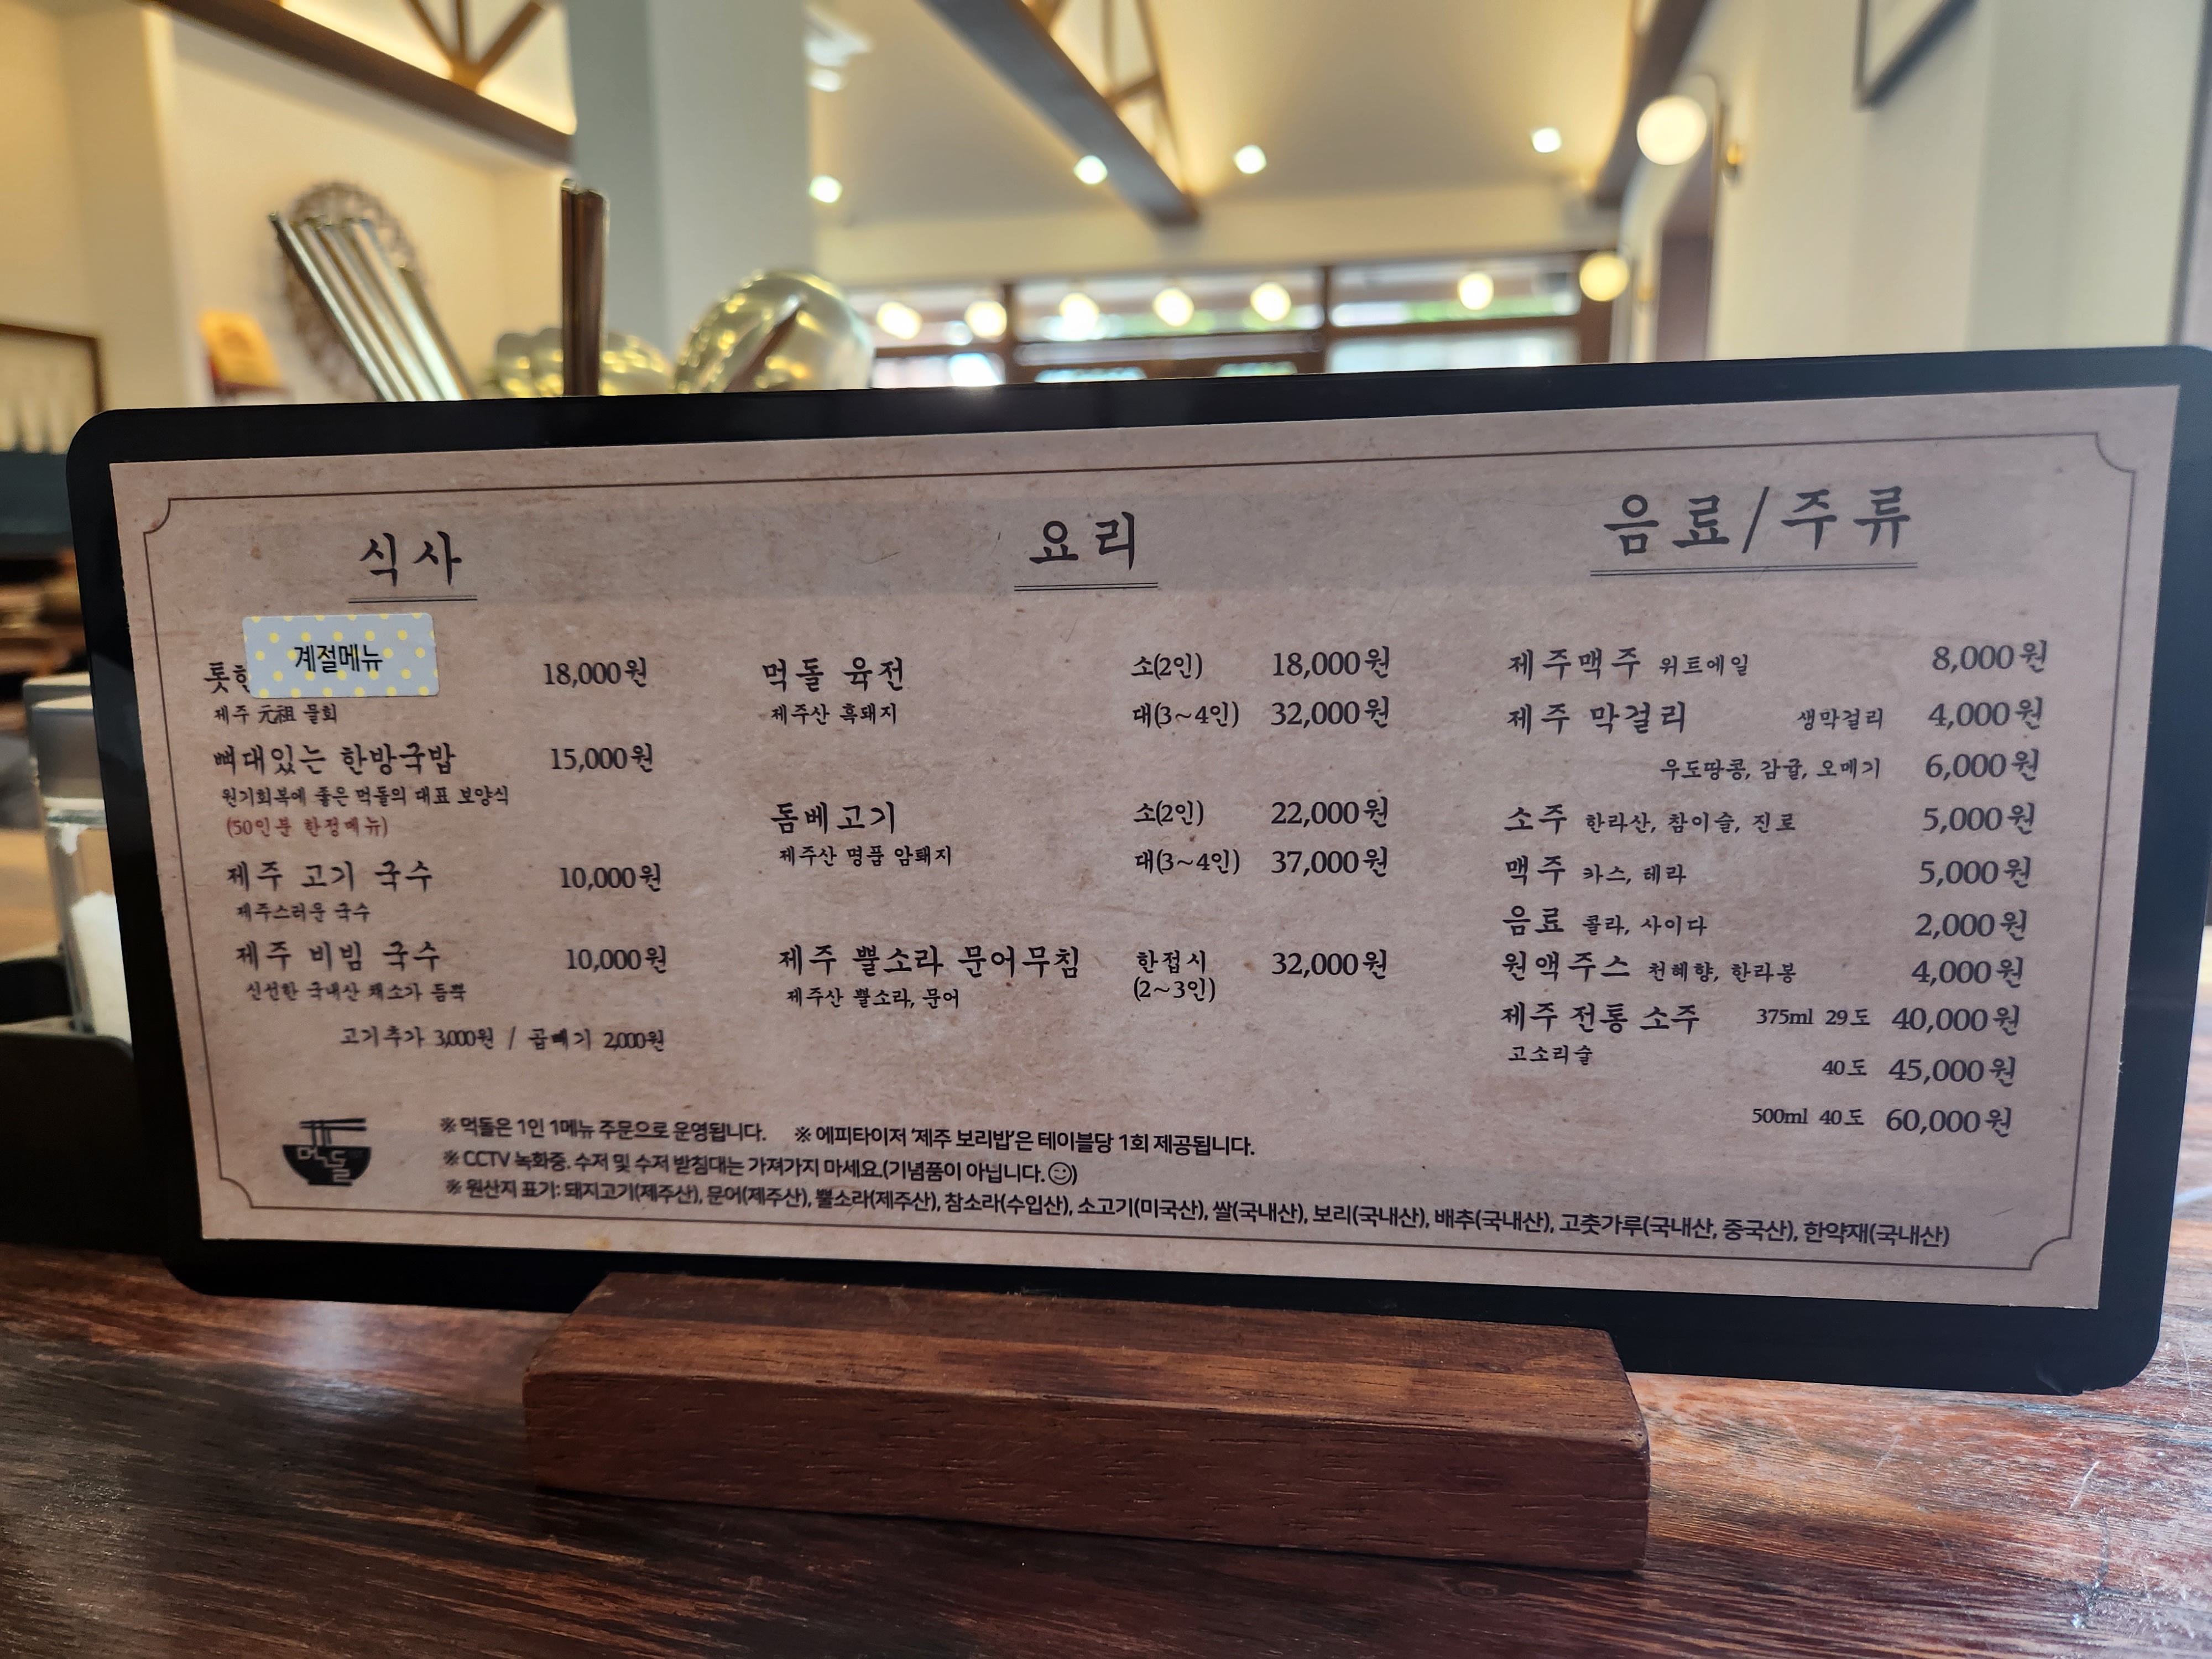 식사
계절메뉴
톳한 18,000원
제주 元祖 물회
뼈대있는 한방국밥 15,000원
원기회복에 좋은 먹돌의 대표 보양식
(50인분 한정메뉴)
제주 고기 국수 10,000원
제주스러운 국수
제주 비빔 국수 10,000원
신선한 국내산 채소가 듬뿍
고기추가 3,000원 / 곱빼기 2,000원
요리
먹돌 육전 소(2인) 18,000원
제주산 흑돼지 대(3~4인) 32,000원
돔베고기 소(2인) 22,000원
제주산 명품 암퇘지 대(3~4인) 37,000원
제주 뿔소라 문어무침 한접시 32,000원
제주산 뿔소라, 문어 (2~3인)
음료/주류
제주맥주 위트에일 8,000원
제주 막걸리 생막걸리 4,000원
우도땅콩, 감귤, 오메기 6,000원
소주 한라산, 참이슬, 진로 5,000원
맥주 카스, 테라 5,000원
음료 콜라, 사이다 2,000원
원액주스 천혜향, 한라봉 4,000원
제주 전통 소주 375ml 29도 40,000원
고소리술 40도 45,000원
500ml 40도 60,000원
먹돌
※ 먹돌은 1인 1메뉴 주문으로 운영됩니다. ※ 에피타이저 '제주 보리밥'은 테이블당 1회 제공됩니다.
※ CCTV 녹화중. 수저 및 수저 받침대는 가져가지 마세요.(기념품이 아닙니다.☺)
※ 원산지 표기: 돼지고기(제주산), 문어(제주산), 뿔소라(제주산), 참소라(수입산), 소고기(미국산), 쌀(국내산), 보리(국내산), 배추(국내산), 고춧가루(국내산, 중국산), 한약재(국내산)